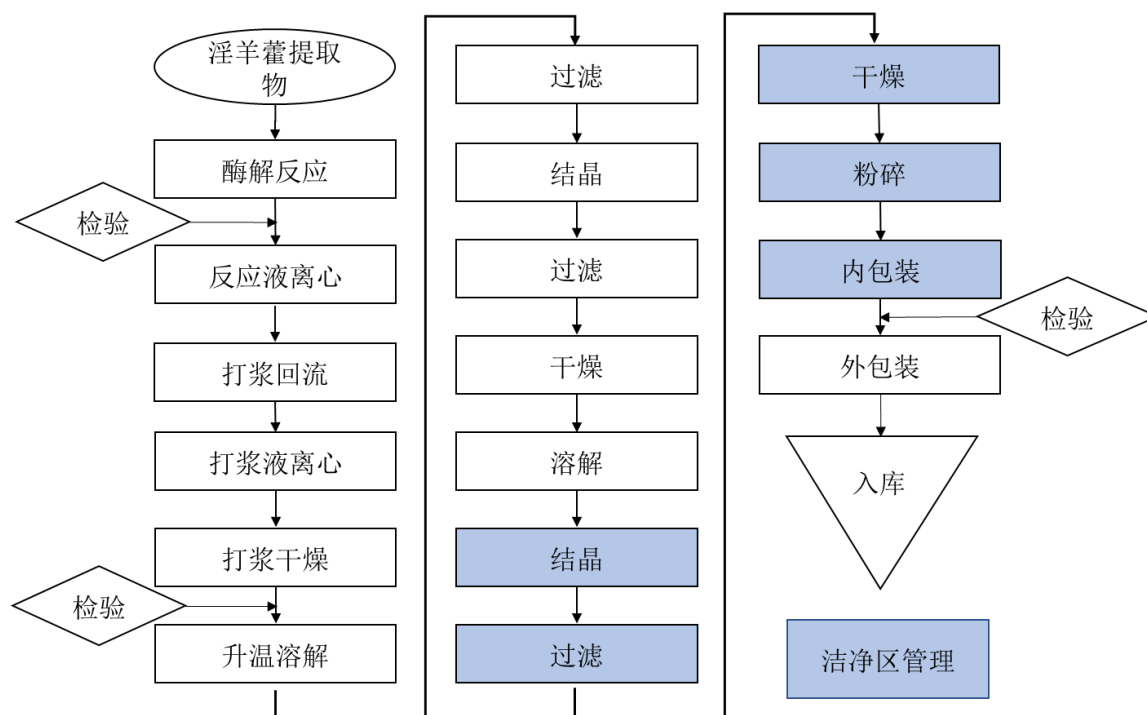 淫羊藿提取
物
酶解反应
检验
反应液离心
打浆回流
打浆液离心
打浆干燥
检验
升温溶解
过滤
结晶
过滤
干燥
溶解
结晶
过滤
干燥
粉碎
内包装
检验
外包装
入库
洁净区管理